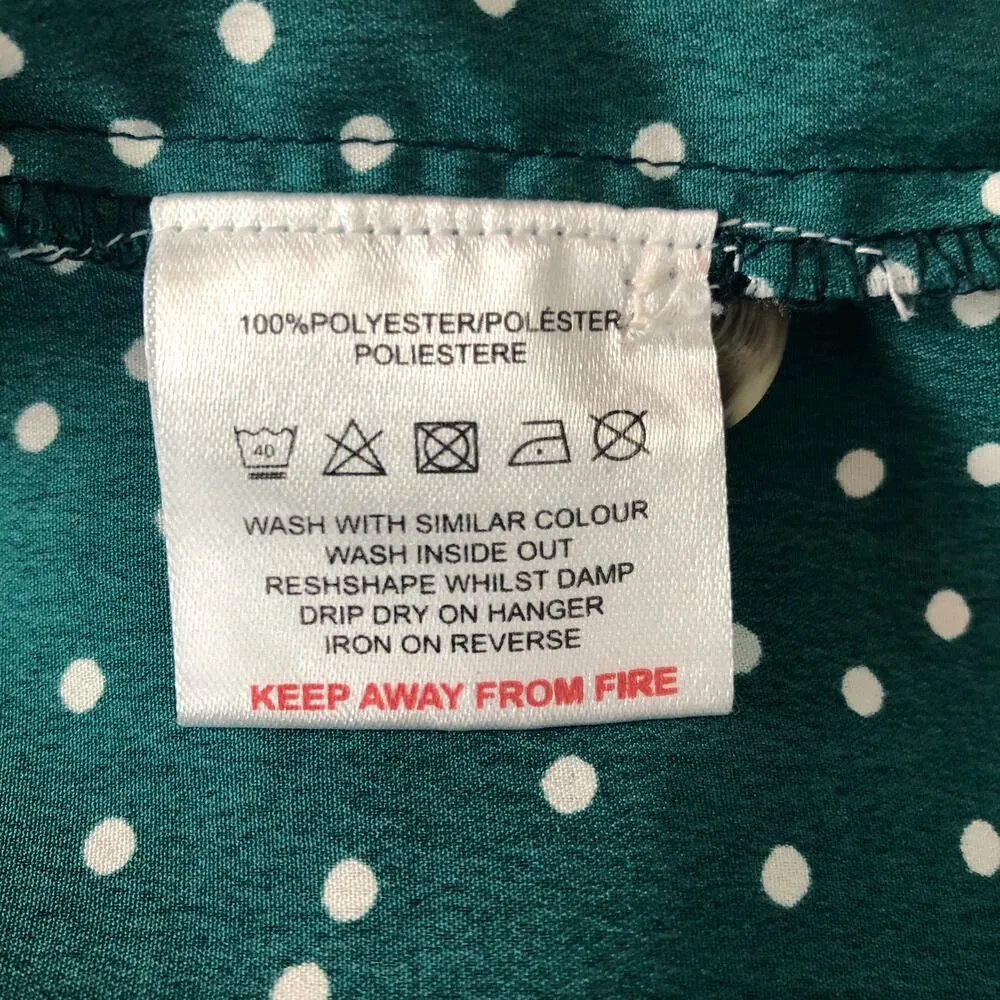 100%POLYESTER/POLÉSTER
POLIESTERE
40
WASH WITH SIMILAR COLOUR
WASH INSIDE OUT
RESHSHAPE WHILST DAMP
DRIP DRY ON HANGER
IRON ON REVERSE
KEEP AWAY FROM FIRE